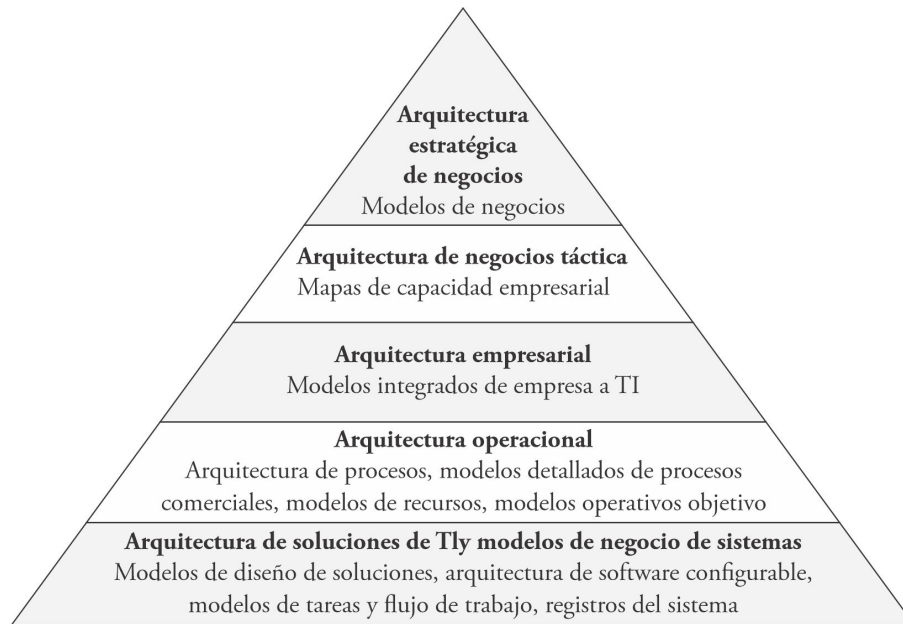 Arquitectura
estratégica
de negocios
Modelos de negocios
Arquitectura de negocios táctica
Mapas de capacidad empresarial
Arquitectura empresarial
Modelos integrados de empresa a TI
Arquitectura operacional
Arquitectura de procesos, modelos detallados de procesos
comerciales, modelos de recursos, modelos operativos objetivo
Arquitectura de soluciones de Tly modelos de negocio de sistemas
Modelos de diseño de soluciones, arquitectura de software configurable,
modelos de tareas y flujo de trabajo, registros del sistema